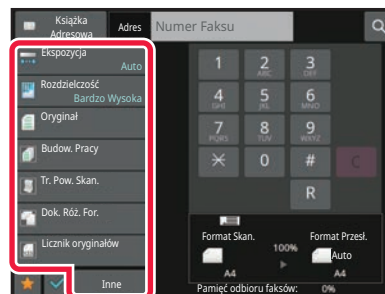 Książka
Adresowa
Adres
Numer Faksu
Ekspozycja
Auto
Rozdzielczość
Bardzo Wysoka
Oryginał
Budow. Pracy
Tr. Pow. Skan.
Dok. Róż. For.
Licznik oryginałów
Inne
1
2
ABC
3
DEF
4
GHI
5
JKL
6
MNO
7
PQRS
8
TUV
9
WXYZ
0
#
C
R
Format Skan.
100%
Format Przesł.
Auto
A4
A4
Pamięć odbioru faksów:
0%